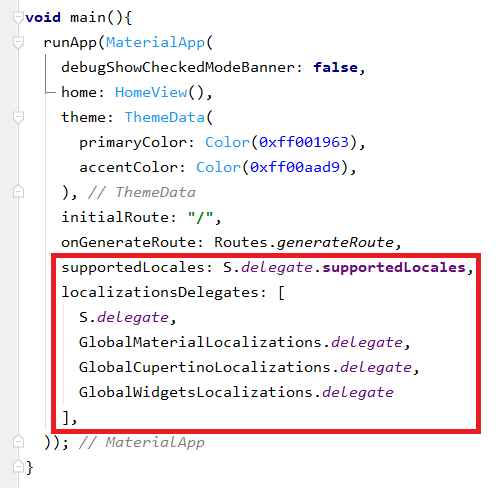 void main(){
  runApp(MaterialApp(
    debugShowCheckedModeBanner: false,
    home: HomeView(),
    theme: ThemeData(
      primaryColor: Color(0xff001963),
      accentColor: Color(0xff00aad9),
    ), // ThemeData
    initialRoute: "/",
    onGenerateRoute: Routes.generateRoute,
    supportedLocales: S.delegate.supportedLocales,
    localizationsDelegates: [
      S.delegate,
      GlobalMaterialLocalizations.delegate,
      GlobalCupertinoLocalizations.delegate,
      GlobalWidgetsLocalizations.delegate
    ],
  )); // MaterialApp
}